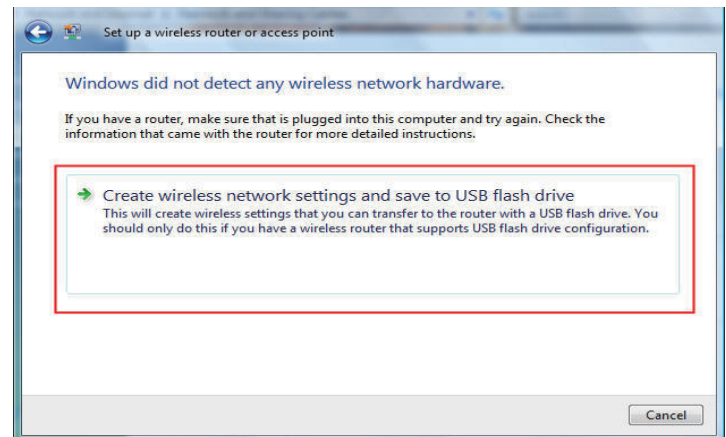 Set up a wireless router or access point
Windows did not detect any wireless network hardware.
If you have a router, make sure that is plugged into this computer and try again. Check the
information that came with the router for more detailed instructions.
Create wireless network settings and save to USB flash drive
This will create wireless settings that you can transfer to the router with a USB flash drive. You
should only do this if you have a wireless router that supports USB flash drive configuration.
Cancel